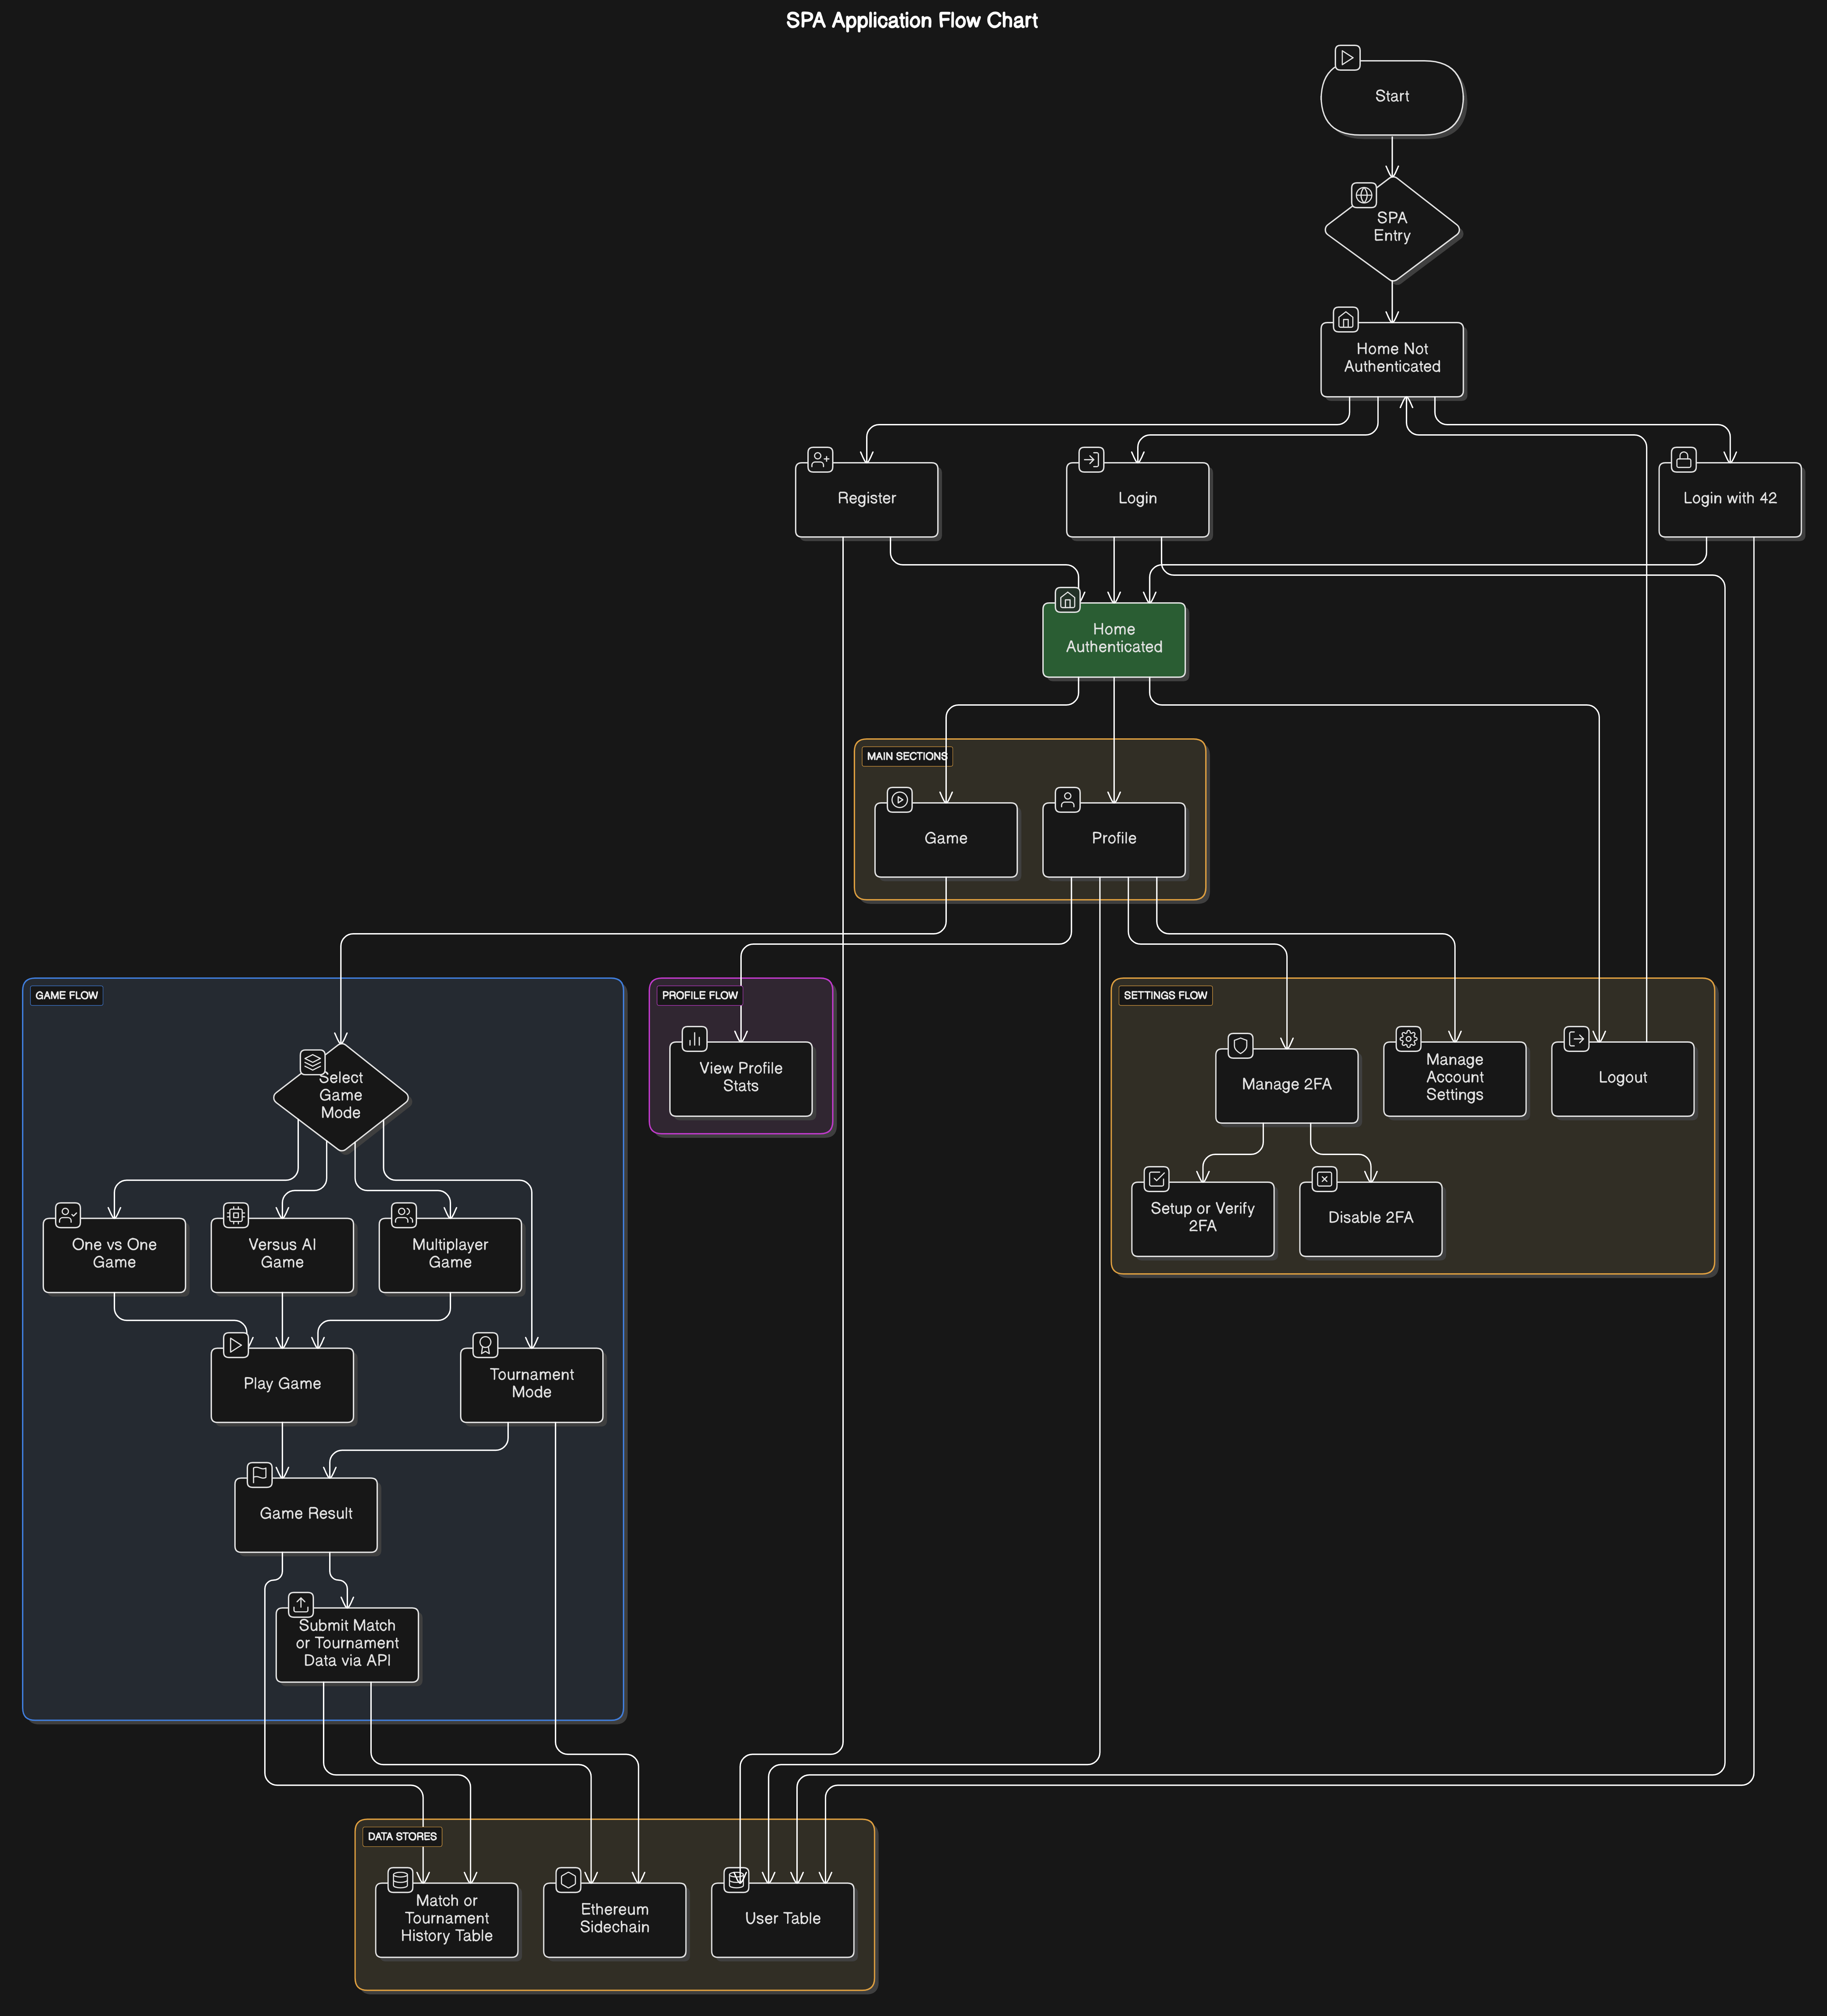 SPA Application Flow Chart
Start
SPA
Entry
Home Not
Authenticated
Register
Login
Login with 42
Home
Authenticated
MAIN SECTIONS
Game
Profile
GAME FLOW
PROFILE FLOW
SETTINGS FLOW
Select
Game
Mode
View Profile
Stats
Manage 2FA
Manage
Account
Settings
Logout
Setup or Verify
2FA
Disable 2FA
One vs One
Game
Versus AI
Game
Multiplayer
Game
Play Game
Tournament
Mode
Game Result
Submit Match
or Tournament
Data via API
DATA STORES
Match or
Tournament
History Table
Ethereum
Sidechain
User Table